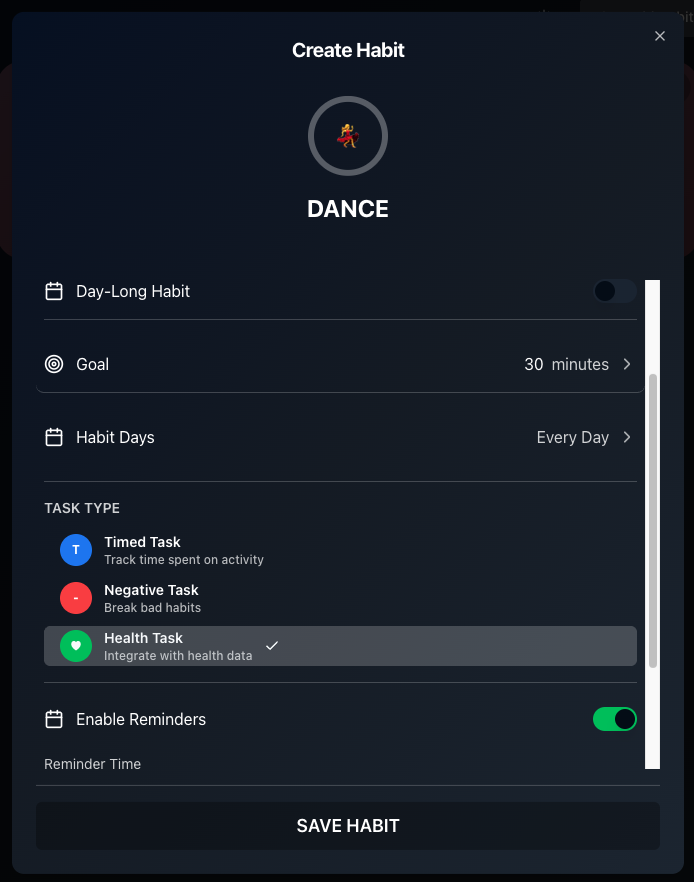 Create Habit
DANCE
Day-Long Habit
Goal 30 minutes
Habit Days Every Day
TASK TYPE
T Timed Task
Track time spent on activity
- Negative Task
Break bad habits
Health Task
Integrate with health data
Enable Reminders
Reminder Time
SAVE HABIT